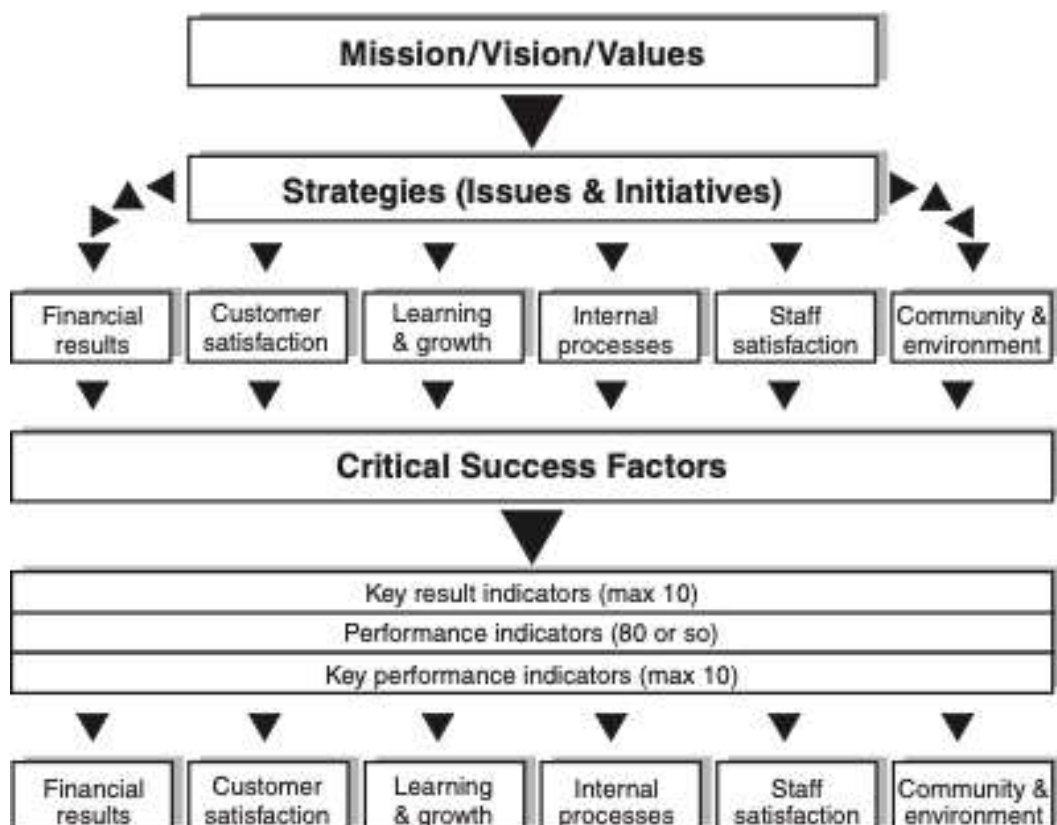 Mission/Vision/Values
Strategies (Issues & Initiatives)
Financial
results
Customer
satisfaction
Learning
& growth
Internal
processes
Staff
satisfaction
Community &
environment
Critical Success Factors
Key result indicators (max 10)
Performance indicators (80 or so)
Key performance indicators (max 10)
Financial
results
Customer
satisfaction
Learning
& growth
Internal
processes
Staff
satisfaction
Community &
environment